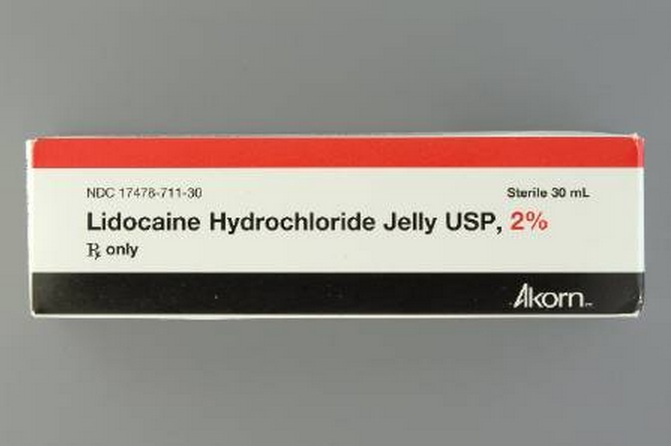 NDC 17478-711-30
Sterile 30 mL
Lidocaine Hydrochloride Jelly USP, 2%
℞ only
Akorn